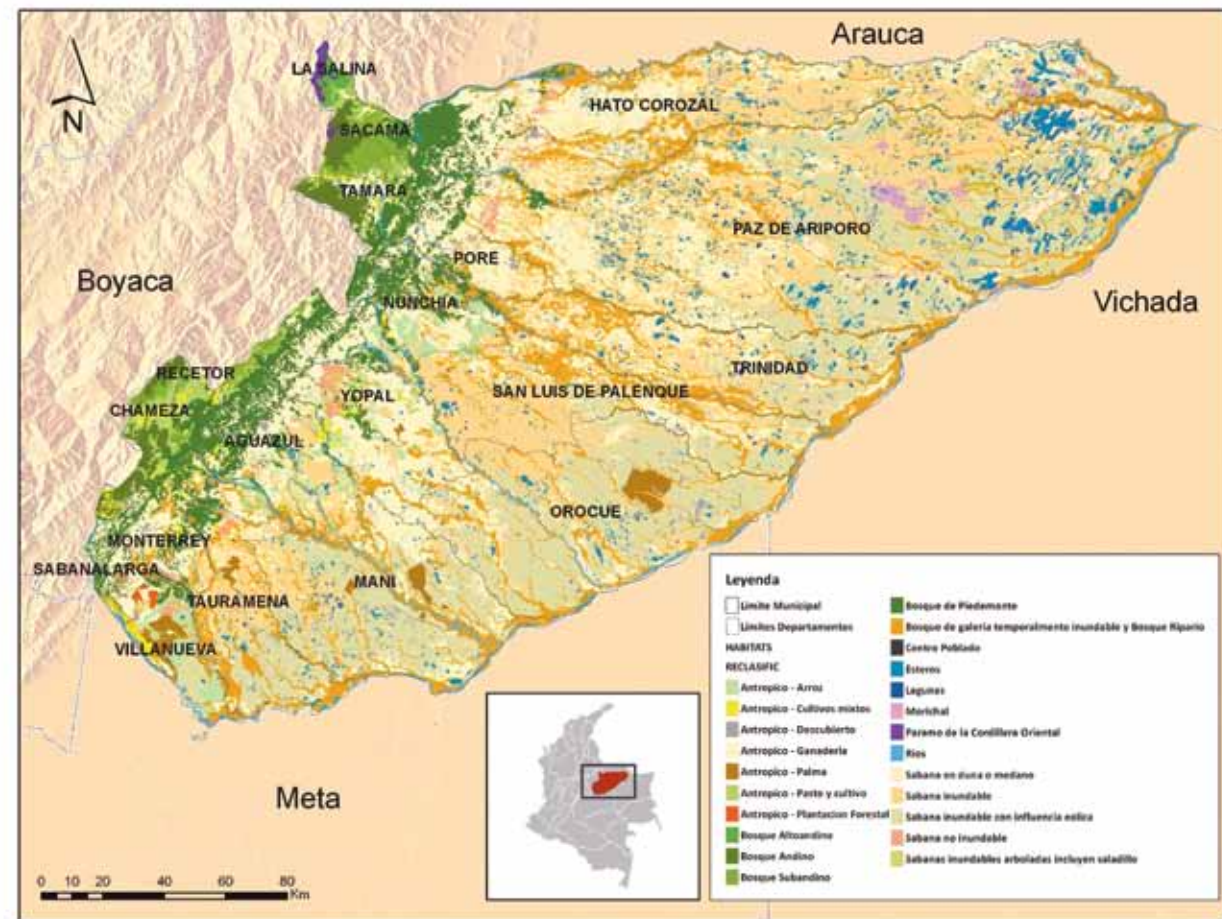 Arauca
LA SALINA
HATO COROZAL
N
SACAMA
TAMARA
PAZ DE ARIPORO
PORE
Boyaca
NUNCHIA
Vichada
TRINIDAD
RECETOR
YOPAL
SAN LUIS DE PALENQUE
CHAMEZA
AGUAZUL
OROCUE
MONTERREY
SABANALARGA
MANI
TAURAMENA
VILLANUEVA
Meta
0 10 20 40 60 80
Km
Leyenda
Limite Municipal
Limites Departamentos
HABITATS
RECLASIFIC
Antropico - Arroz
Antropico - Cultivos mixtos
Antropico - Descubierto
Antropico - Ganaderia
Antropico - Palma
Antropico - Pasto y cultivo
Antropico - Plantacion Forestal
Bosque Altoandino
Bosque Andino
Bosque Subandino
Bosque de Piedemonte
Bosque de galeria temporalmente inundable y Bosque Ripario
Centro Poblado
Esteros
Lagunas
Morichal
Paramo de la Cordillera Oriental
Rios
Sabana en duna o medano
Sabana inundable
Sabana inundable con influencia eolica
Sabana no inundable
Sabanas inundables arboladas incluyen saladillo